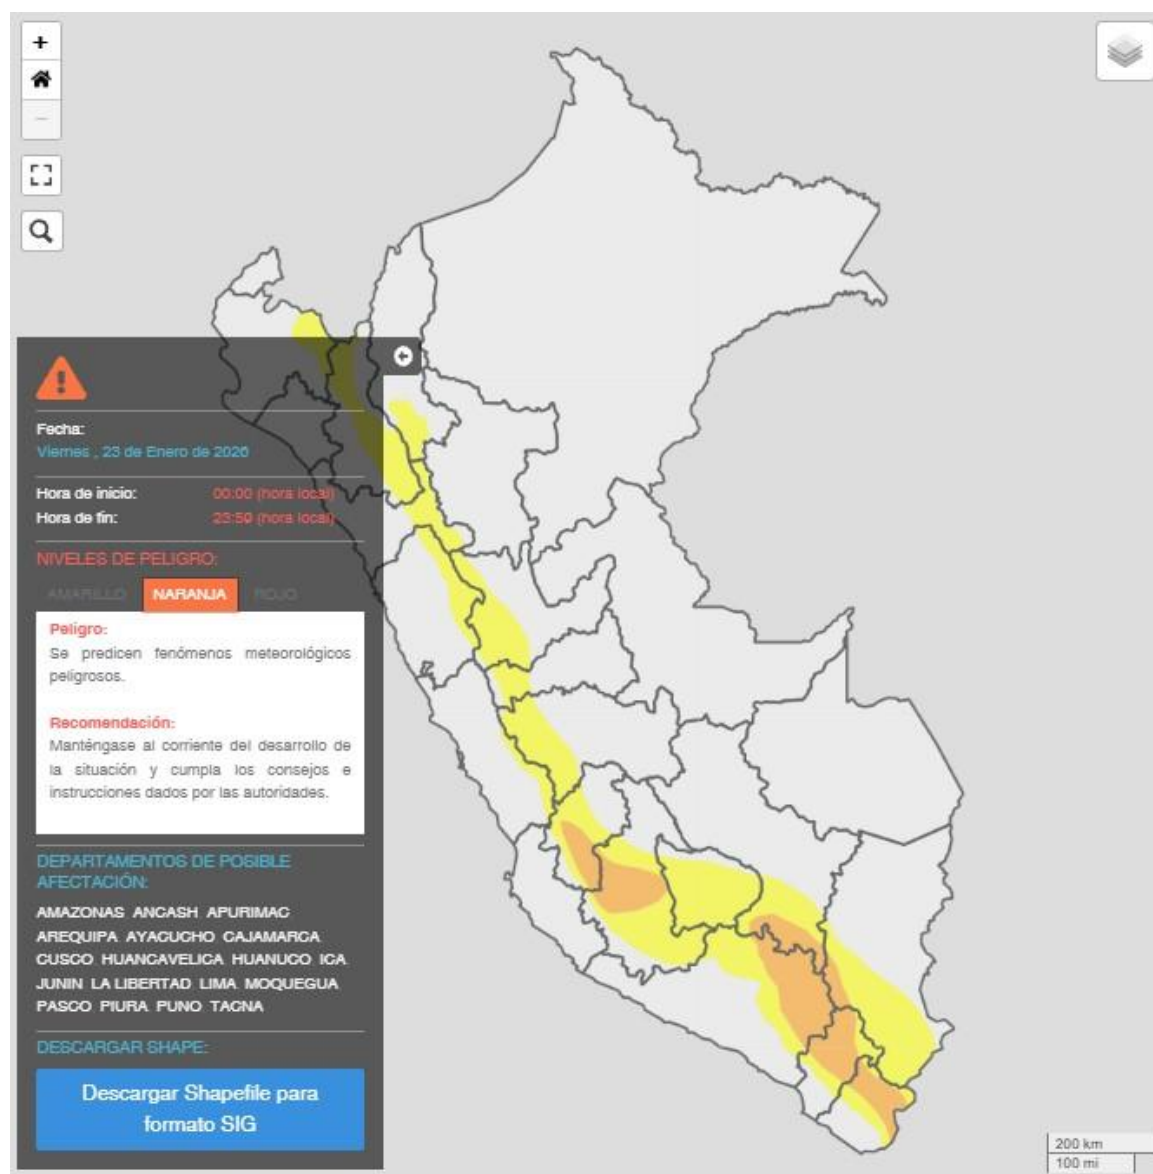 +
−
Fecha:
Viernes , 23 de Enero de 2026
Hora de inicio: 00:00 (hora local)
Hora de fin: 23:59 (hora local)
NIVELES DE PELIGRO:
AMARILLO NARANJA ROJO
Peligro:
Se predicen fenómenos meteorológicos
peligrosos.
Recomendación:
Manténgase al corriente del desarrollo de
la situación y cumpla los consejos e
instrucciones dados por las autoridades.
DEPARTAMENTOS DE POSIBLE
AFECTACIÓN:
AMAZONAS ANCASH APURIMAC
AREQUIPA AYACUCHO CAJAMARCA
CUSCO HUANCAVELICA HUANUCO ICA
JUNIN LA LIBERTAD LIMA MOQUEGUA
PASCO PIURA PUNO TACNA
DESCARGAR SHAPE:
Descargar Shapefile para
formato SIG
200 km
100 mi